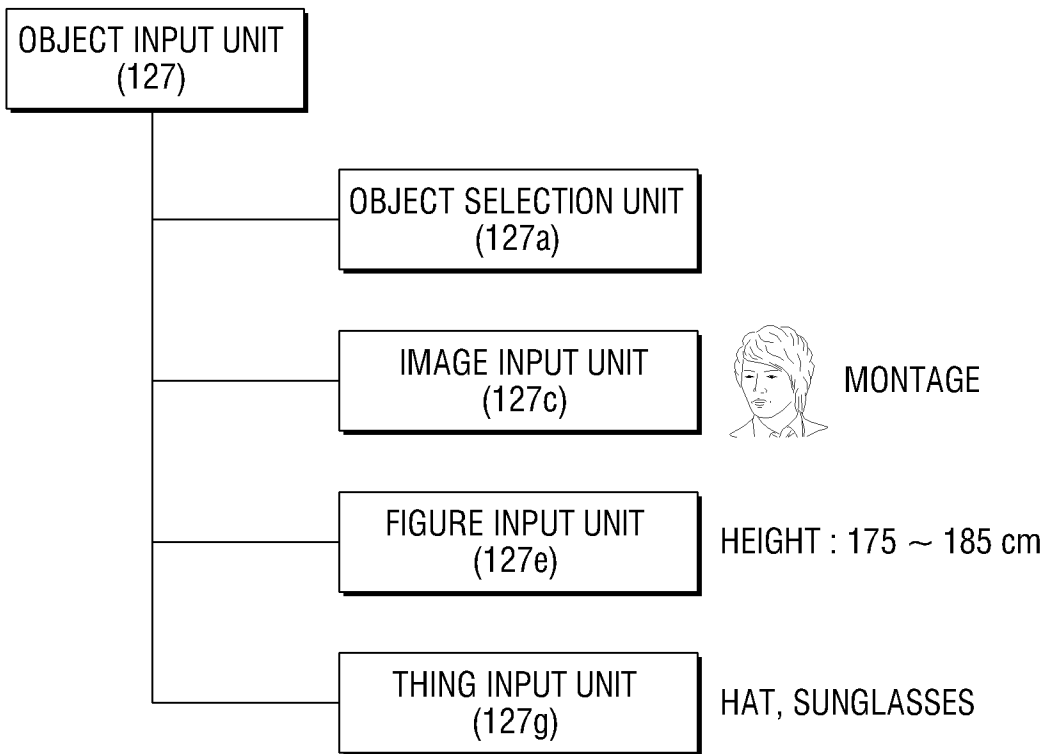 OBJECT INPUT UNIT
(127)
OBJECT SELECTION UNIT
(127a)
IMAGE INPUT UNIT
(127c)
MONTAGE
FIGURE INPUT UNIT
(127e)
HEIGHT : 175 ~ 185 cm
THING INPUT UNIT
(127g)
HAT, SUNGLASSES